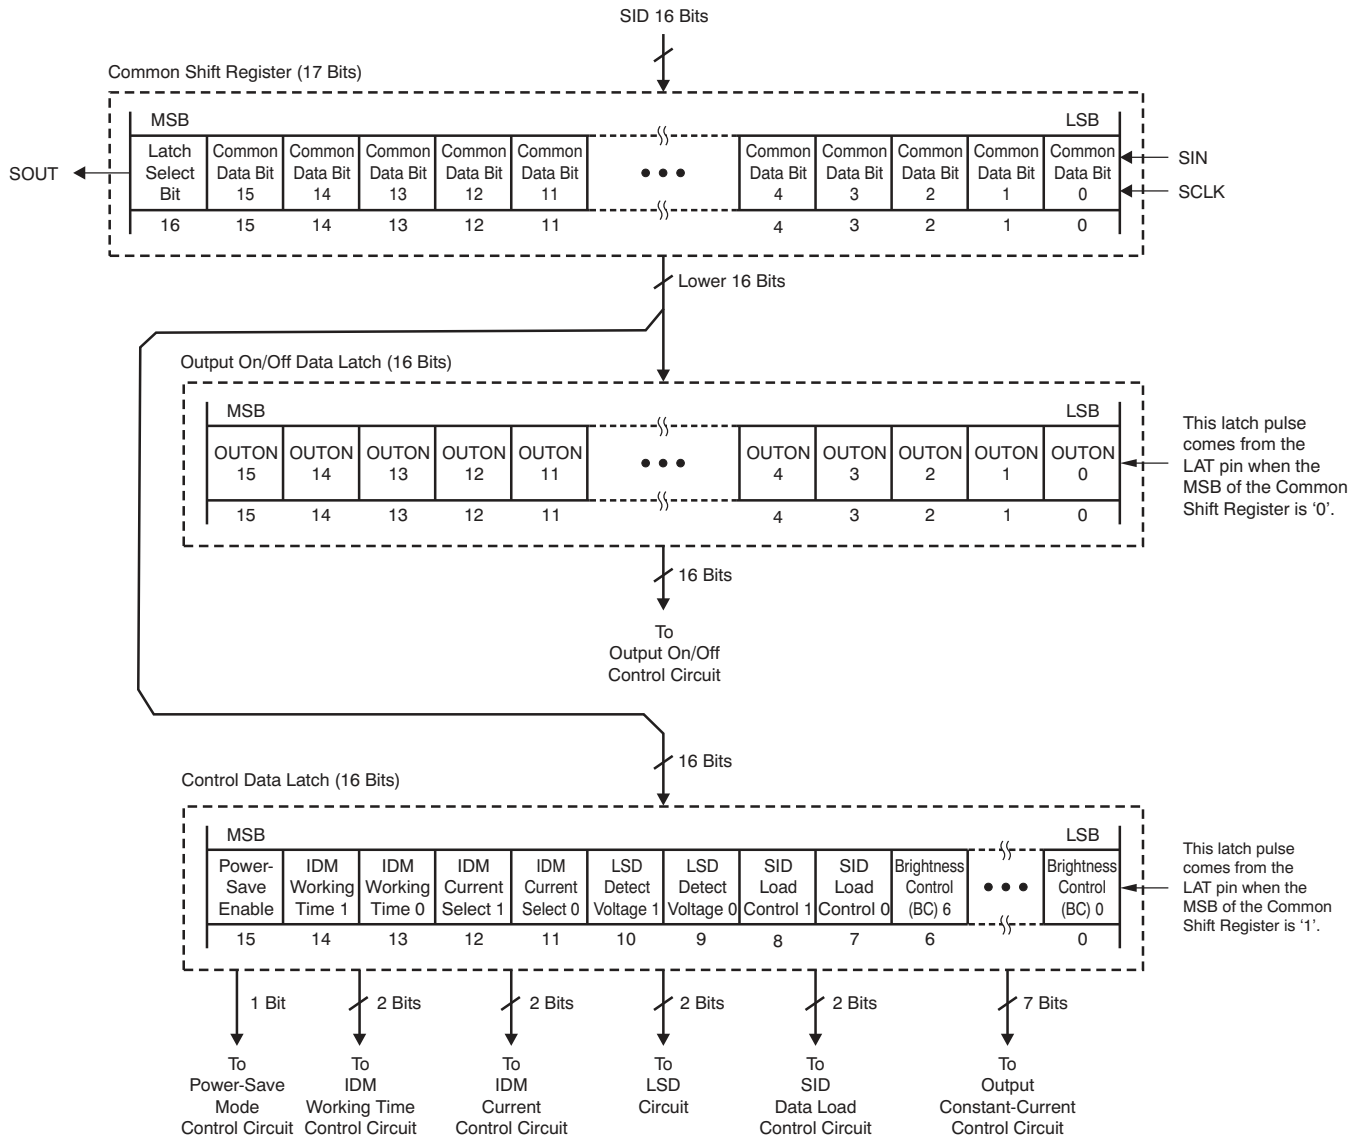 SID 16 Bits
Common Shift Register (17 Bits)
MSB
LSB
Latch Select Bit
Common Data Bit 15
Common Data Bit 14
Common Data Bit 13
Common Data Bit 12
Common Data Bit 11
Common Data Bit 4
Common Data Bit 3
Common Data Bit 2
Common Data Bit 1
Common Data Bit 0
SOUT
SIN
SCLK
16 15 14 13 12 11 4 3 2 1 0
Lower 16 Bits
Output On/Off Data Latch (16 Bits)
MSB
LSB
OUTON 15
OUTON 14
OUTON 13
OUTON 12
OUTON 11
OUTON 4
OUTON 3
OUTON 2
OUTON 1
OUTON 0
15 14 13 12 11 4 3 2 1 0
This latch pulse
comes from the
LAT pin when the
MSB of the Common
Shift Register is ‘0’.
16 Bits
To
Output On/Off
Control Circuit
16 Bits
Control Data Latch (16 Bits)
MSB
LSB
Power-Save Enable
IDM Working Time 1
IDM Working Time 0
IDM Current Select 1
IDM Current Select 0
LSD Detect Voltage 1
LSD Detect Voltage 0
SID Load Control 1
SID Load Control 0
Brightness Control (BC) 6
Brightness Control (BC) 0
15 14 13 12 11 10 9 8 7 6 0
This latch pulse
comes from the
LAT pin when the
MSB of the Common
Shift Register is ‘1’.
1 Bit
2 Bits
2 Bits
2 Bits
2 Bits
7 Bits
To
Power-Save
Mode
Control Circuit
To
IDM
Working Time
Control Circuit
To
IDM
Current
Control Circuit
To
LSD
Circuit
To
SID
Data Load
Control Circuit
To
Output
Constant-Current
Control Circuit